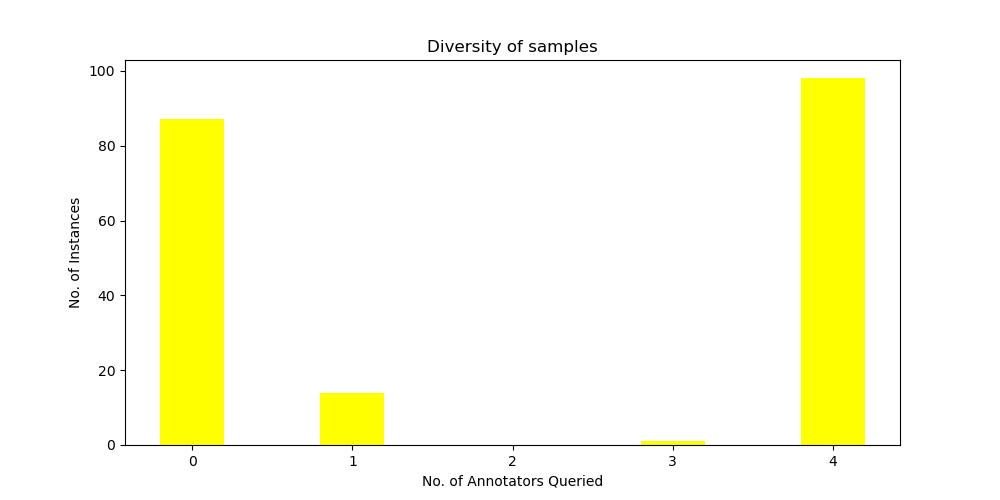 Diversity of samples
100
80
60
40
20
0
No. of Instances
0 1 2 3 4
No. of Annotators Queried